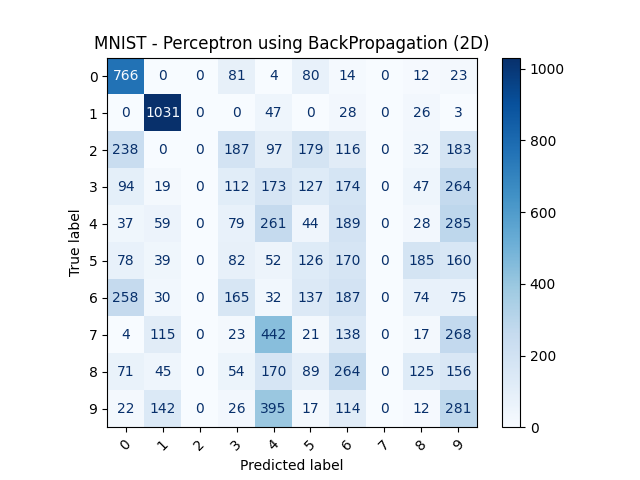 MNIST - Perceptron using BackPropagation (2D)
0 766 0 0 81 4 80 14 0 12 23
1 0 1031 0 0 47 0 28 0 26 3
2 238 0 0 187 97 179 116 0 32 183
3 94 19 0 112 173 127 174 0 47 264
4 37 59 0 79 261 44 189 0 28 285
5 78 39 0 82 52 126 170 0 185 160
6 258 30 0 165 32 137 187 0 74 75
7 4 115 0 23 442 21 138 0 17 268
8 71 45 0 54 170 89 264 0 125 156
9 22 142 0 26 395 17 114 0 12 281
0 1 2 3 4 5 6 7 8 9
Predicted label
True label
1000
800
600
400
200
0